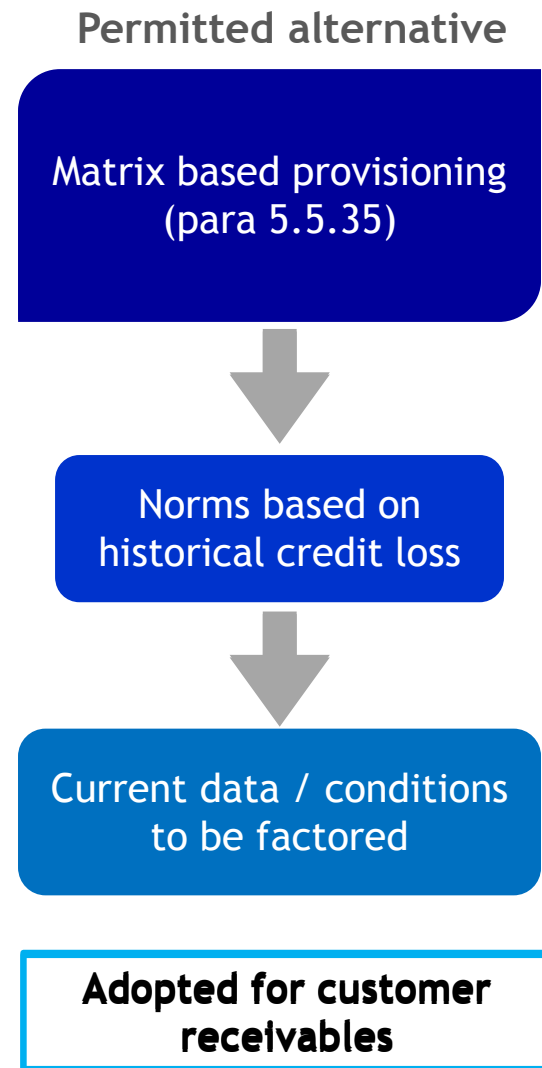 Permitted alternative
Matrix based provisioning
(para 5.5.35)
Norms based on
historical credit loss
Current data / conditions
to be factored
Adopted for customer
receivables